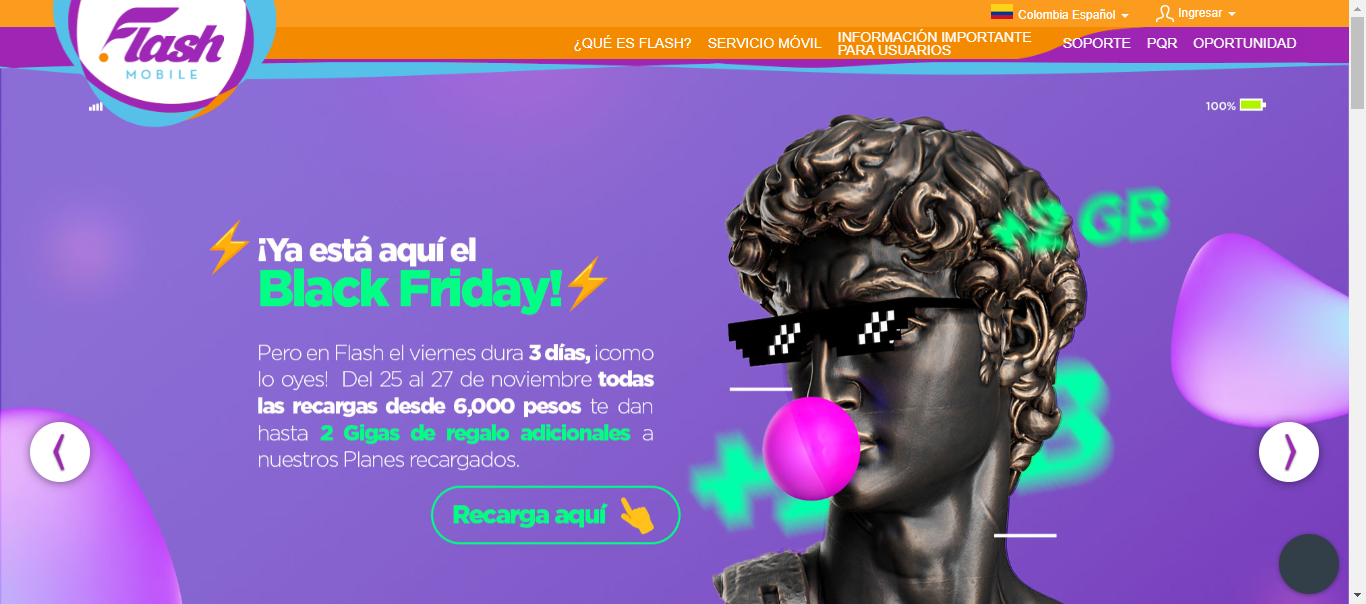 Colombia Español
Ingresar
Flash
MOBILE
¿QUÉ ES FLASH?
SERVICIO MÓVIL
INFORMACIÓN IMPORTANTE
PARA USUARIOS
SOPORTE
PQR
OPORTUNIDAD
100%
¡Ya está aquí el
Black Friday!
Pero en Flash el viernes dura 3 días, ¡como
lo oyes! Del 25 al 27 de noviembre todas
las recargas desde 6,000 pesos te dan
hasta 2 Gigas de regalo adicionales a
nuestros Planes recargados.
Recarga aquí
GB